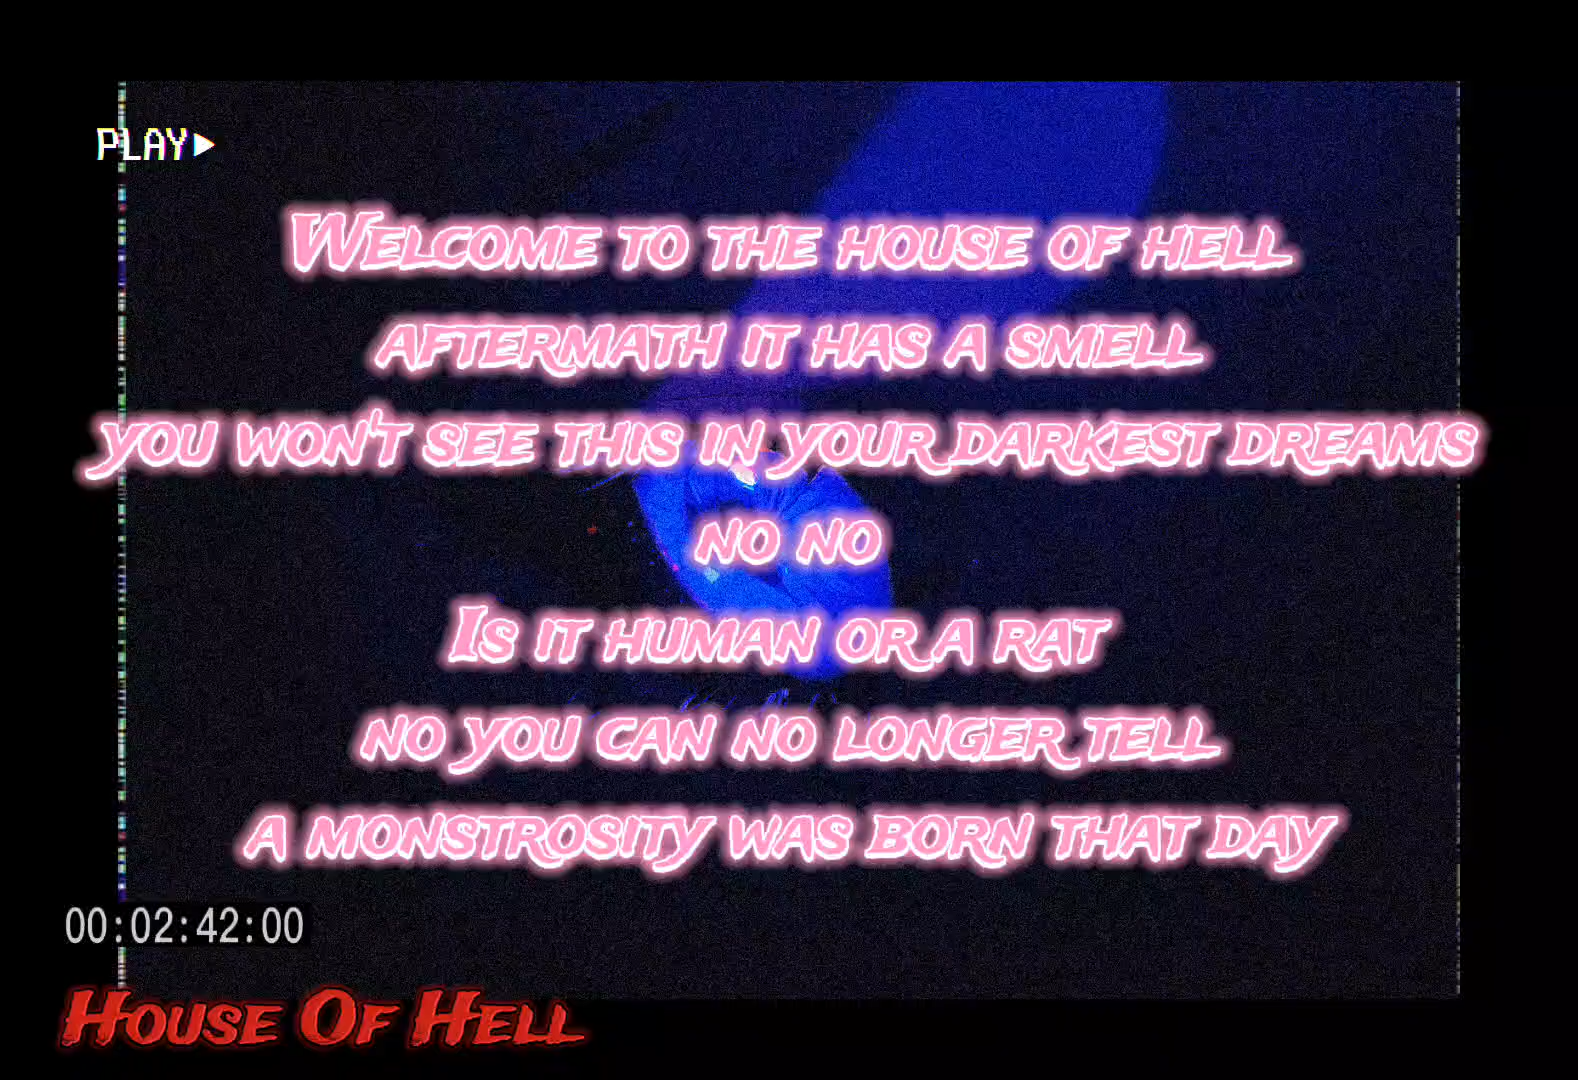 PLAY▶
Welcome to the house of hell
aftermath it has a smell
you won't see this in your darkest dreams
no no
Is it human or a rat
no you can no longer tell
a monstrosity was born that day
00:02:42:00
House Of Hell